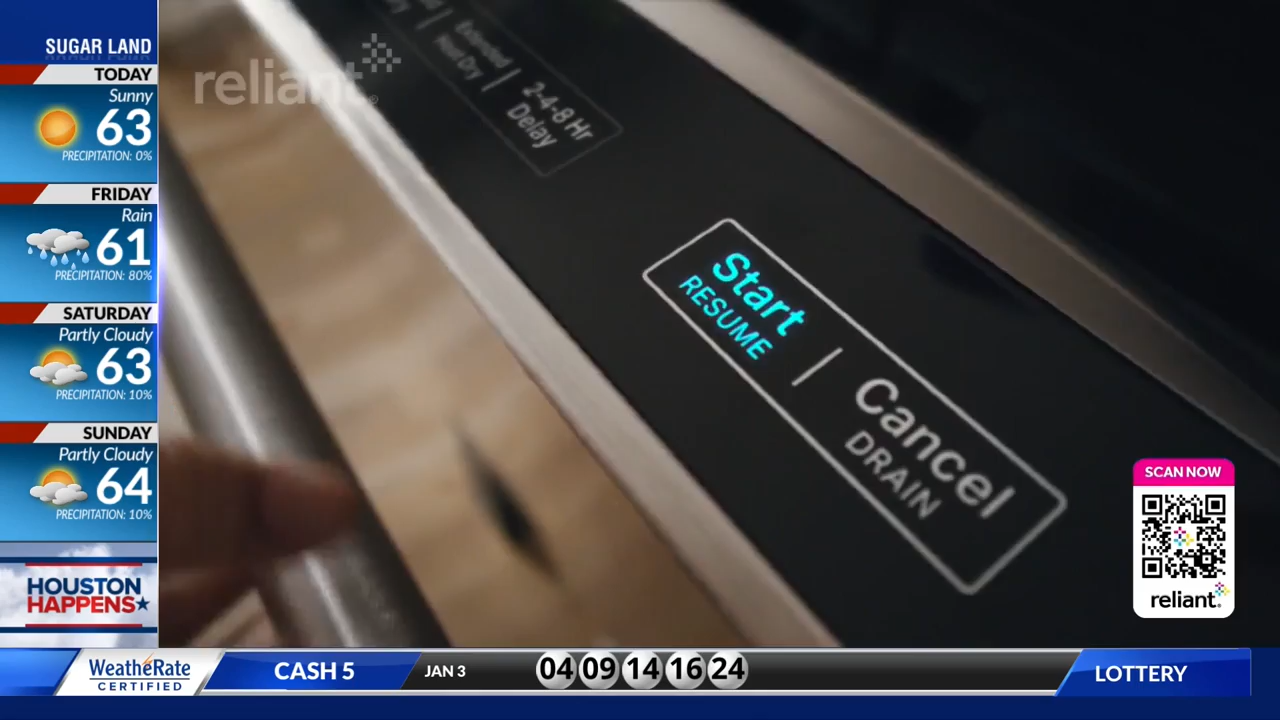 SUGAR LAND
TODAY
Sunny
63
PRECIPITATION: 0%
FRIDAY
Rain
61
PRECIPITATION: 80%
SATURDAY
Partly Cloudy
63
PRECIPITATION: 10%
SUNDAY
Partly Cloudy
64
PRECIPITATION: 10%
HOUSTON
HAPPENS
reliant
Extended
Heat Dry
2-4-8 Hr
Delay
Start
RESUME
Cancel
DRAIN
SCAN NOW
reliant
WeatheRate
CERTIFIED
CASH 5
JAN 3
04 09 14 16 24
LOTTERY